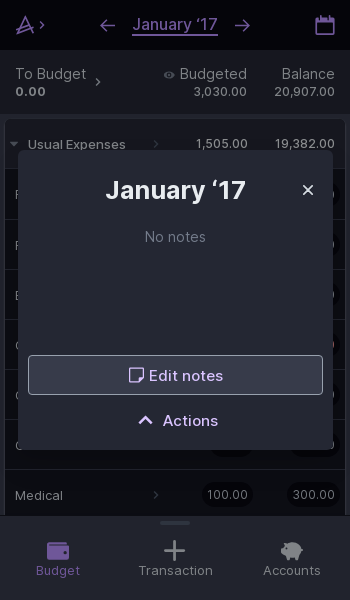 January ‘17
To Budget
Budgeted
Balance
0.00
3,030.00
20,907.00
Usual Expenses
1,505.00
19,382.00
January ‘17
No notes
Edit notes
Actions
Medical
100.00
300.00
Budget
Transaction
Accounts